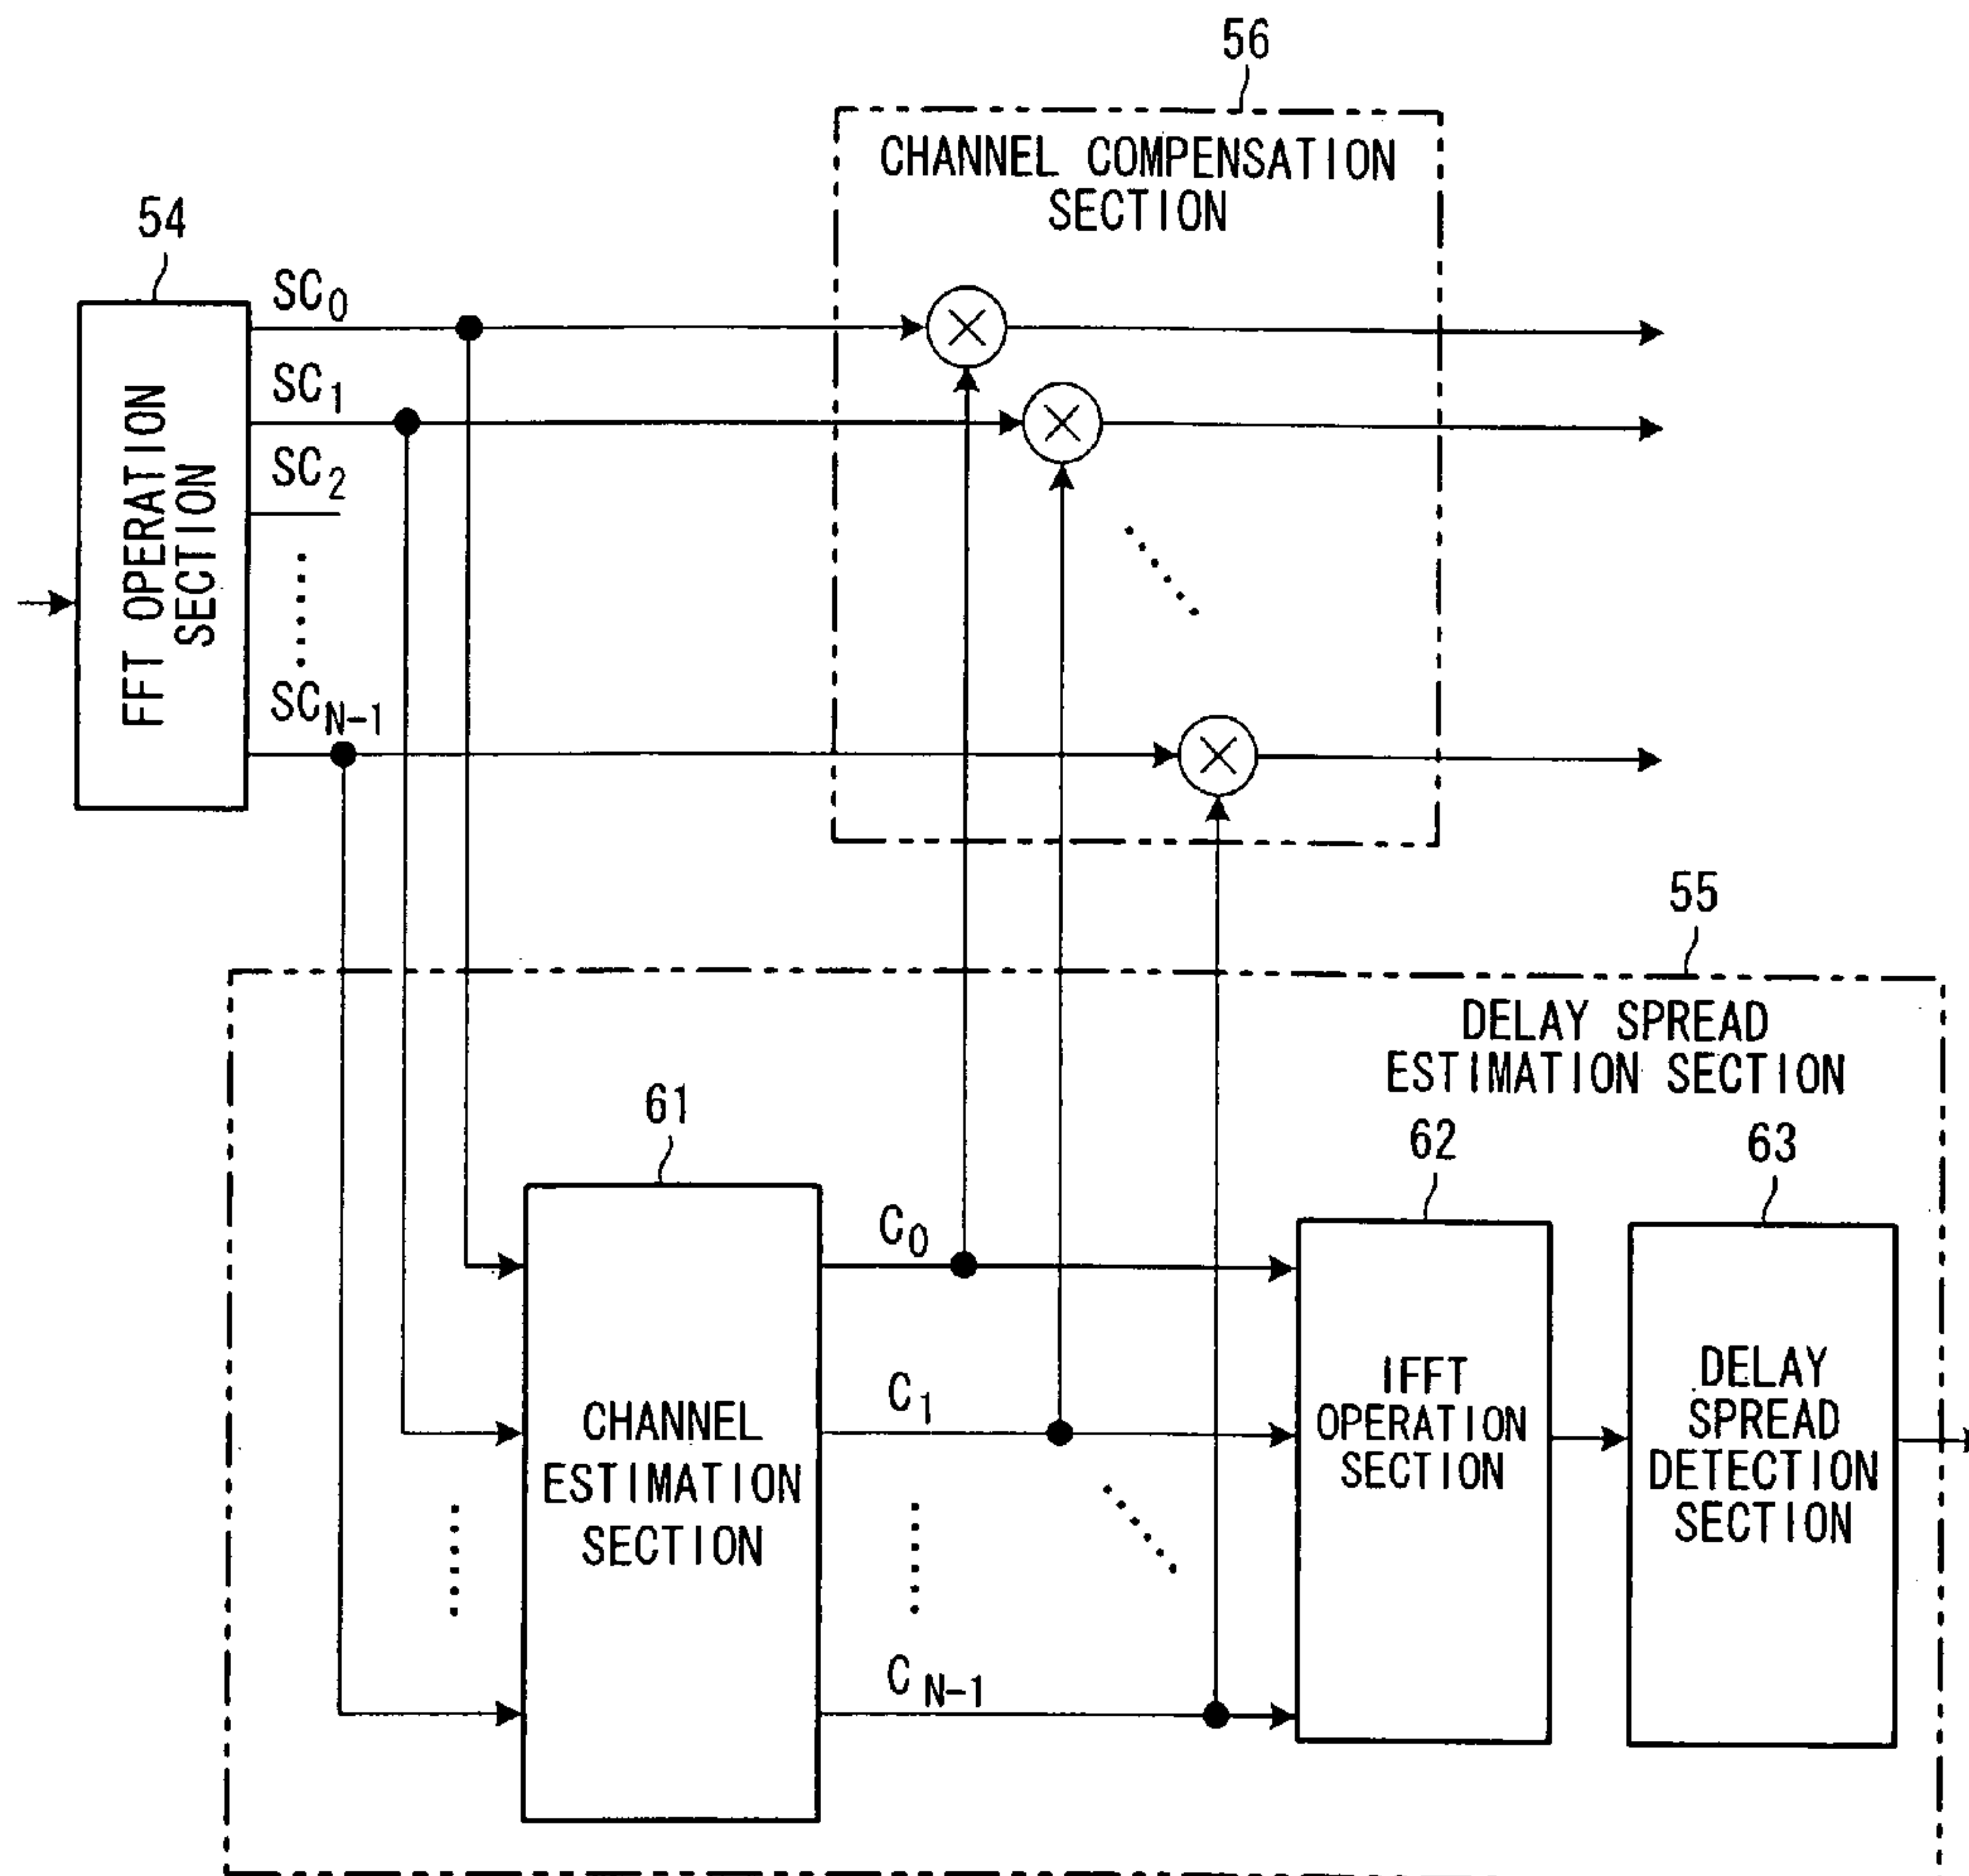 56
CHANNEL COMPENSATION
SECTION
54
SC0
SC1
SC2
SCN-1
FFT OPERATION
SECTION
55
DELAY SPREAD
ESTIMATION SECTION
61
62
63
C0
C1
CN-1
CHANNEL
ESTIMATION
SECTION
IFFT
OPERATION
SECTION
DELAY
SPREAD
DETECTION
SECTION